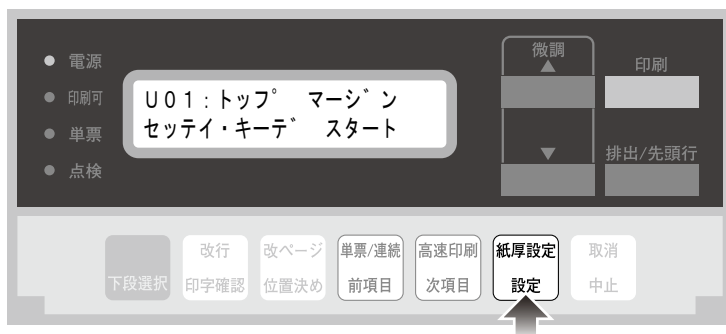 電源
印刷可
単票
点検
U01:トップ マージン
セッテイ・キーデ スタート
微調
▲
▼
印刷
排出/先頭行
下段選択
改行
印字確認
改ページ
位置決め
単票/連続
前項目
高速印刷
次項目
紙厚設定
設定
取消
中止